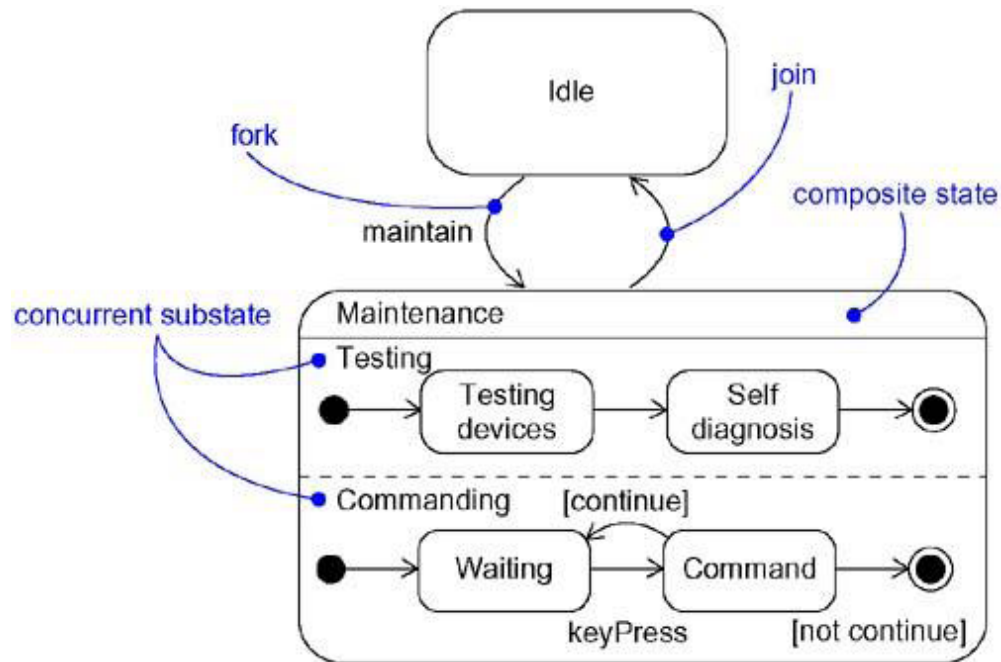 Idle
join
fork
composite state
maintain
concurrent substate
Maintenance
Testing
Testing
devices
Self
diagnosis
Commanding
[continue]
Waiting
Command
keyPress
[not continue]